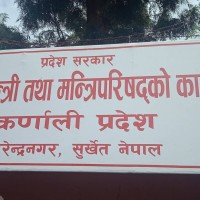 प्रदेश सरकार
त्री तथा मन्त्रिपरिषद्को का
कर्णाली प्रदेश
रेन्द्रनगर, सुर्खेत नेपाल